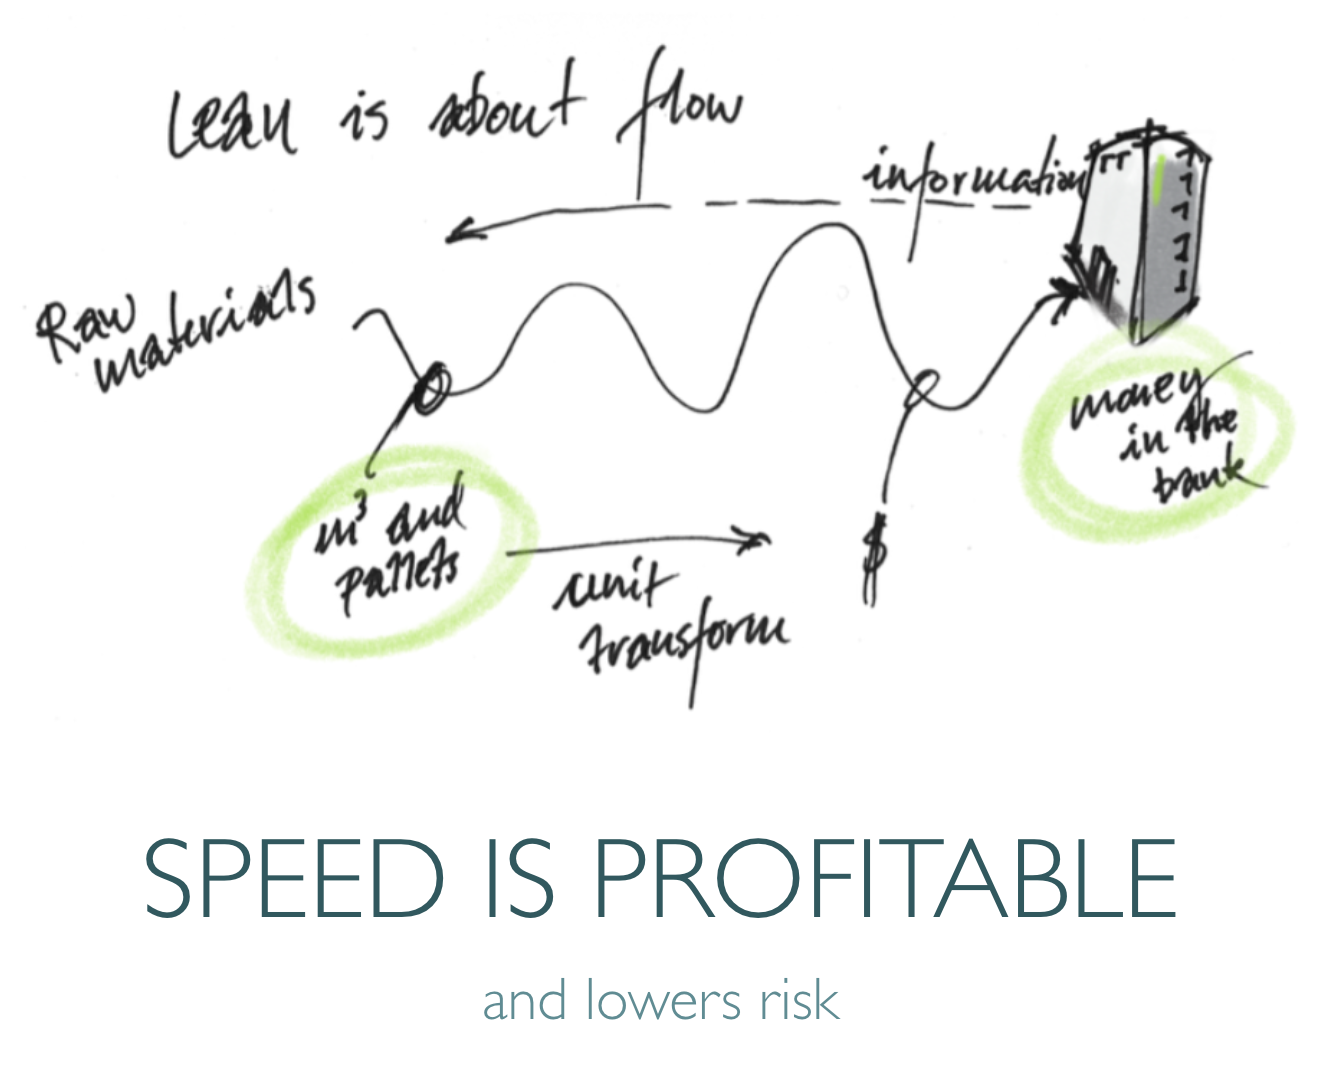 Lean is about flow
information
Raw
materials
money
in the
bank
m³ and
pallets
unit
transform
$
SPEED IS PROFITABLE
and lowers risk